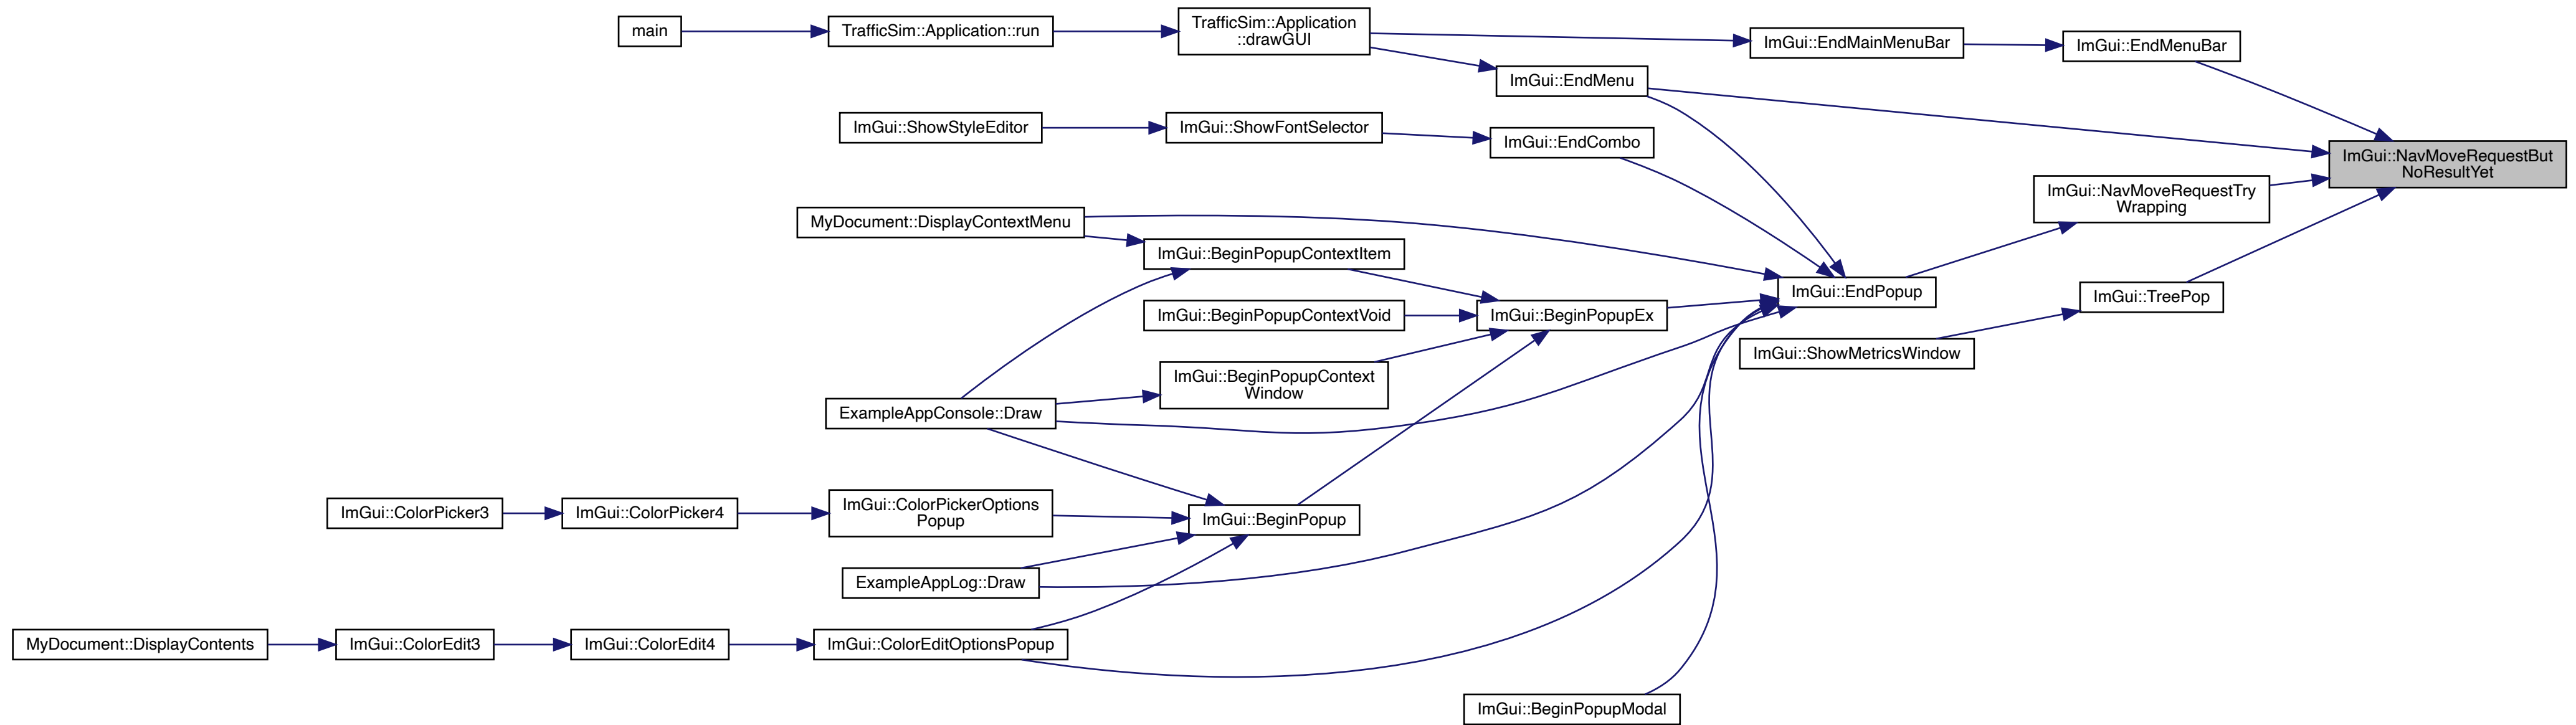 main
TrafficSim::Application::run
TrafficSim::Application
::drawGUI
ImGui::EndMainMenuBar
ImGui::EndMenuBar
ImGui::EndMenu
ImGui::ShowStyleEditor
ImGui::ShowFontSelector
ImGui::EndCombo
ImGui::NavMoveRequestBut
NoResultYet
ImGui::NavMoveRequestTry
Wrapping
MyDocument::DisplayContextMenu
ImGui::BeginPopupContextItem
ImGui::EndPopup
ImGui::TreePop
ImGui::BeginPopupContextVoid
ImGui::BeginPopupEx
ImGui::ShowMetricsWindow
ImGui::BeginPopupContext
Window
ExampleAppConsole::Draw
ImGui::ColorPicker3
ImGui::ColorPicker4
ImGui::ColorPickerOptions
Popup
ImGui::BeginPopup
ExampleAppLog::Draw
MyDocument::DisplayContents
ImGui::ColorEdit3
ImGui::ColorEdit4
ImGui::ColorEditOptionsPopup
ImGui::BeginPopupModal